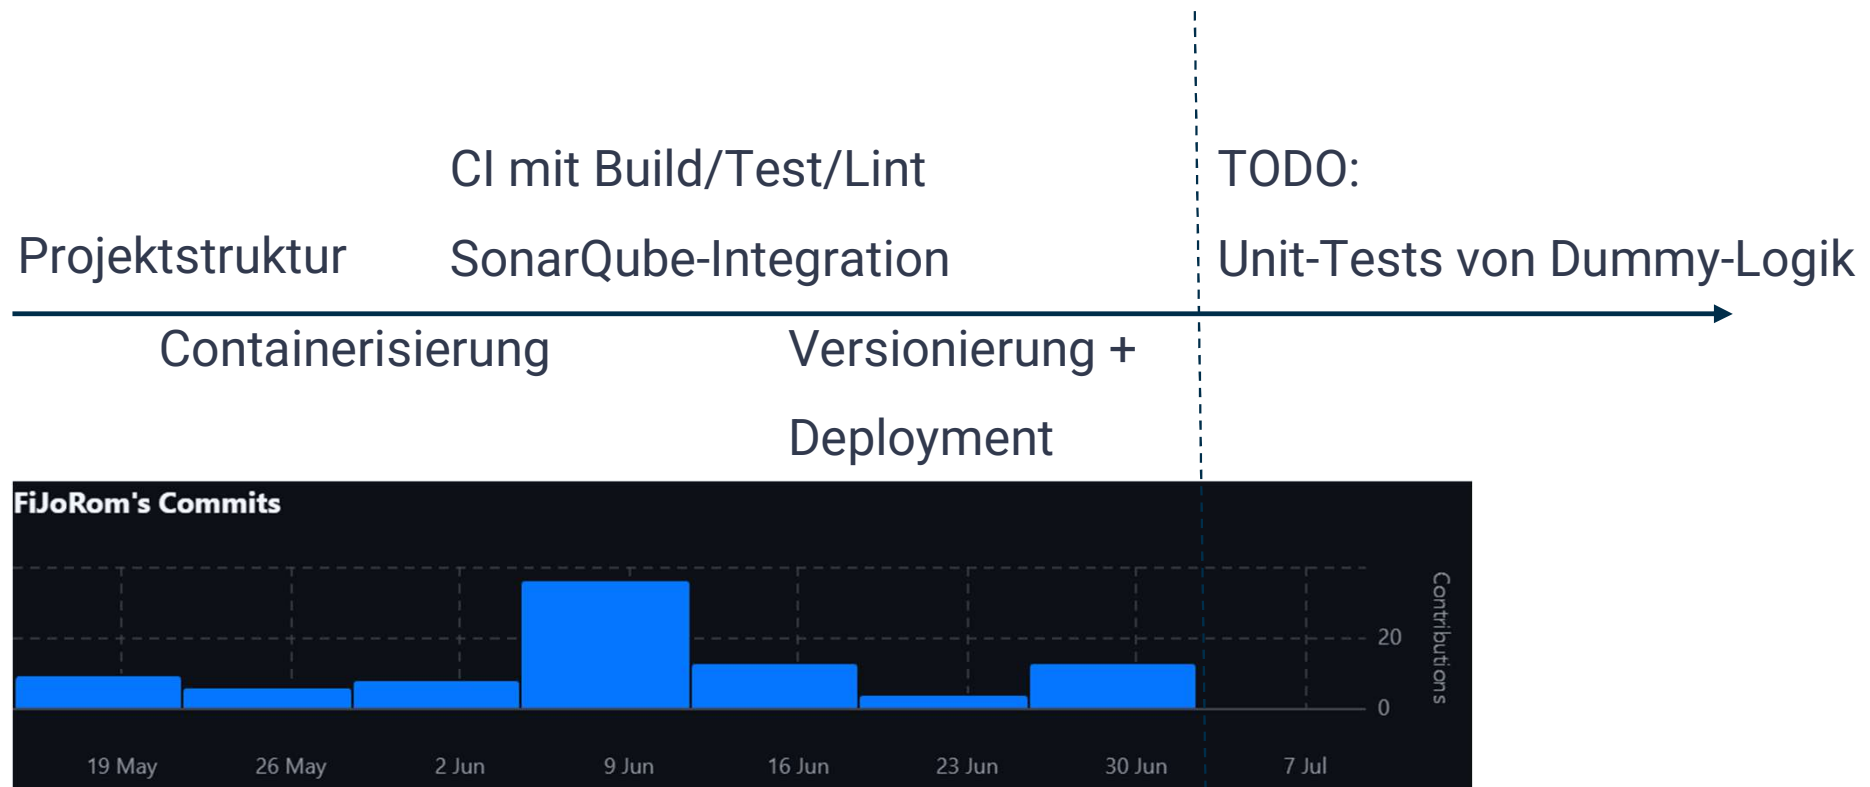 CI mit Build/Test/Lint
TODO:
Projektstruktur
SonarQube-Integration
Unit-Tests von Dummy-Logik
Containerisierung
Versionierung +
Deployment
FiJoRom's Commits
Contributions
20
0
19 May
26 May
2 Jun
9 Jun
16 Jun
23 Jun
30 Jun
7 Jul